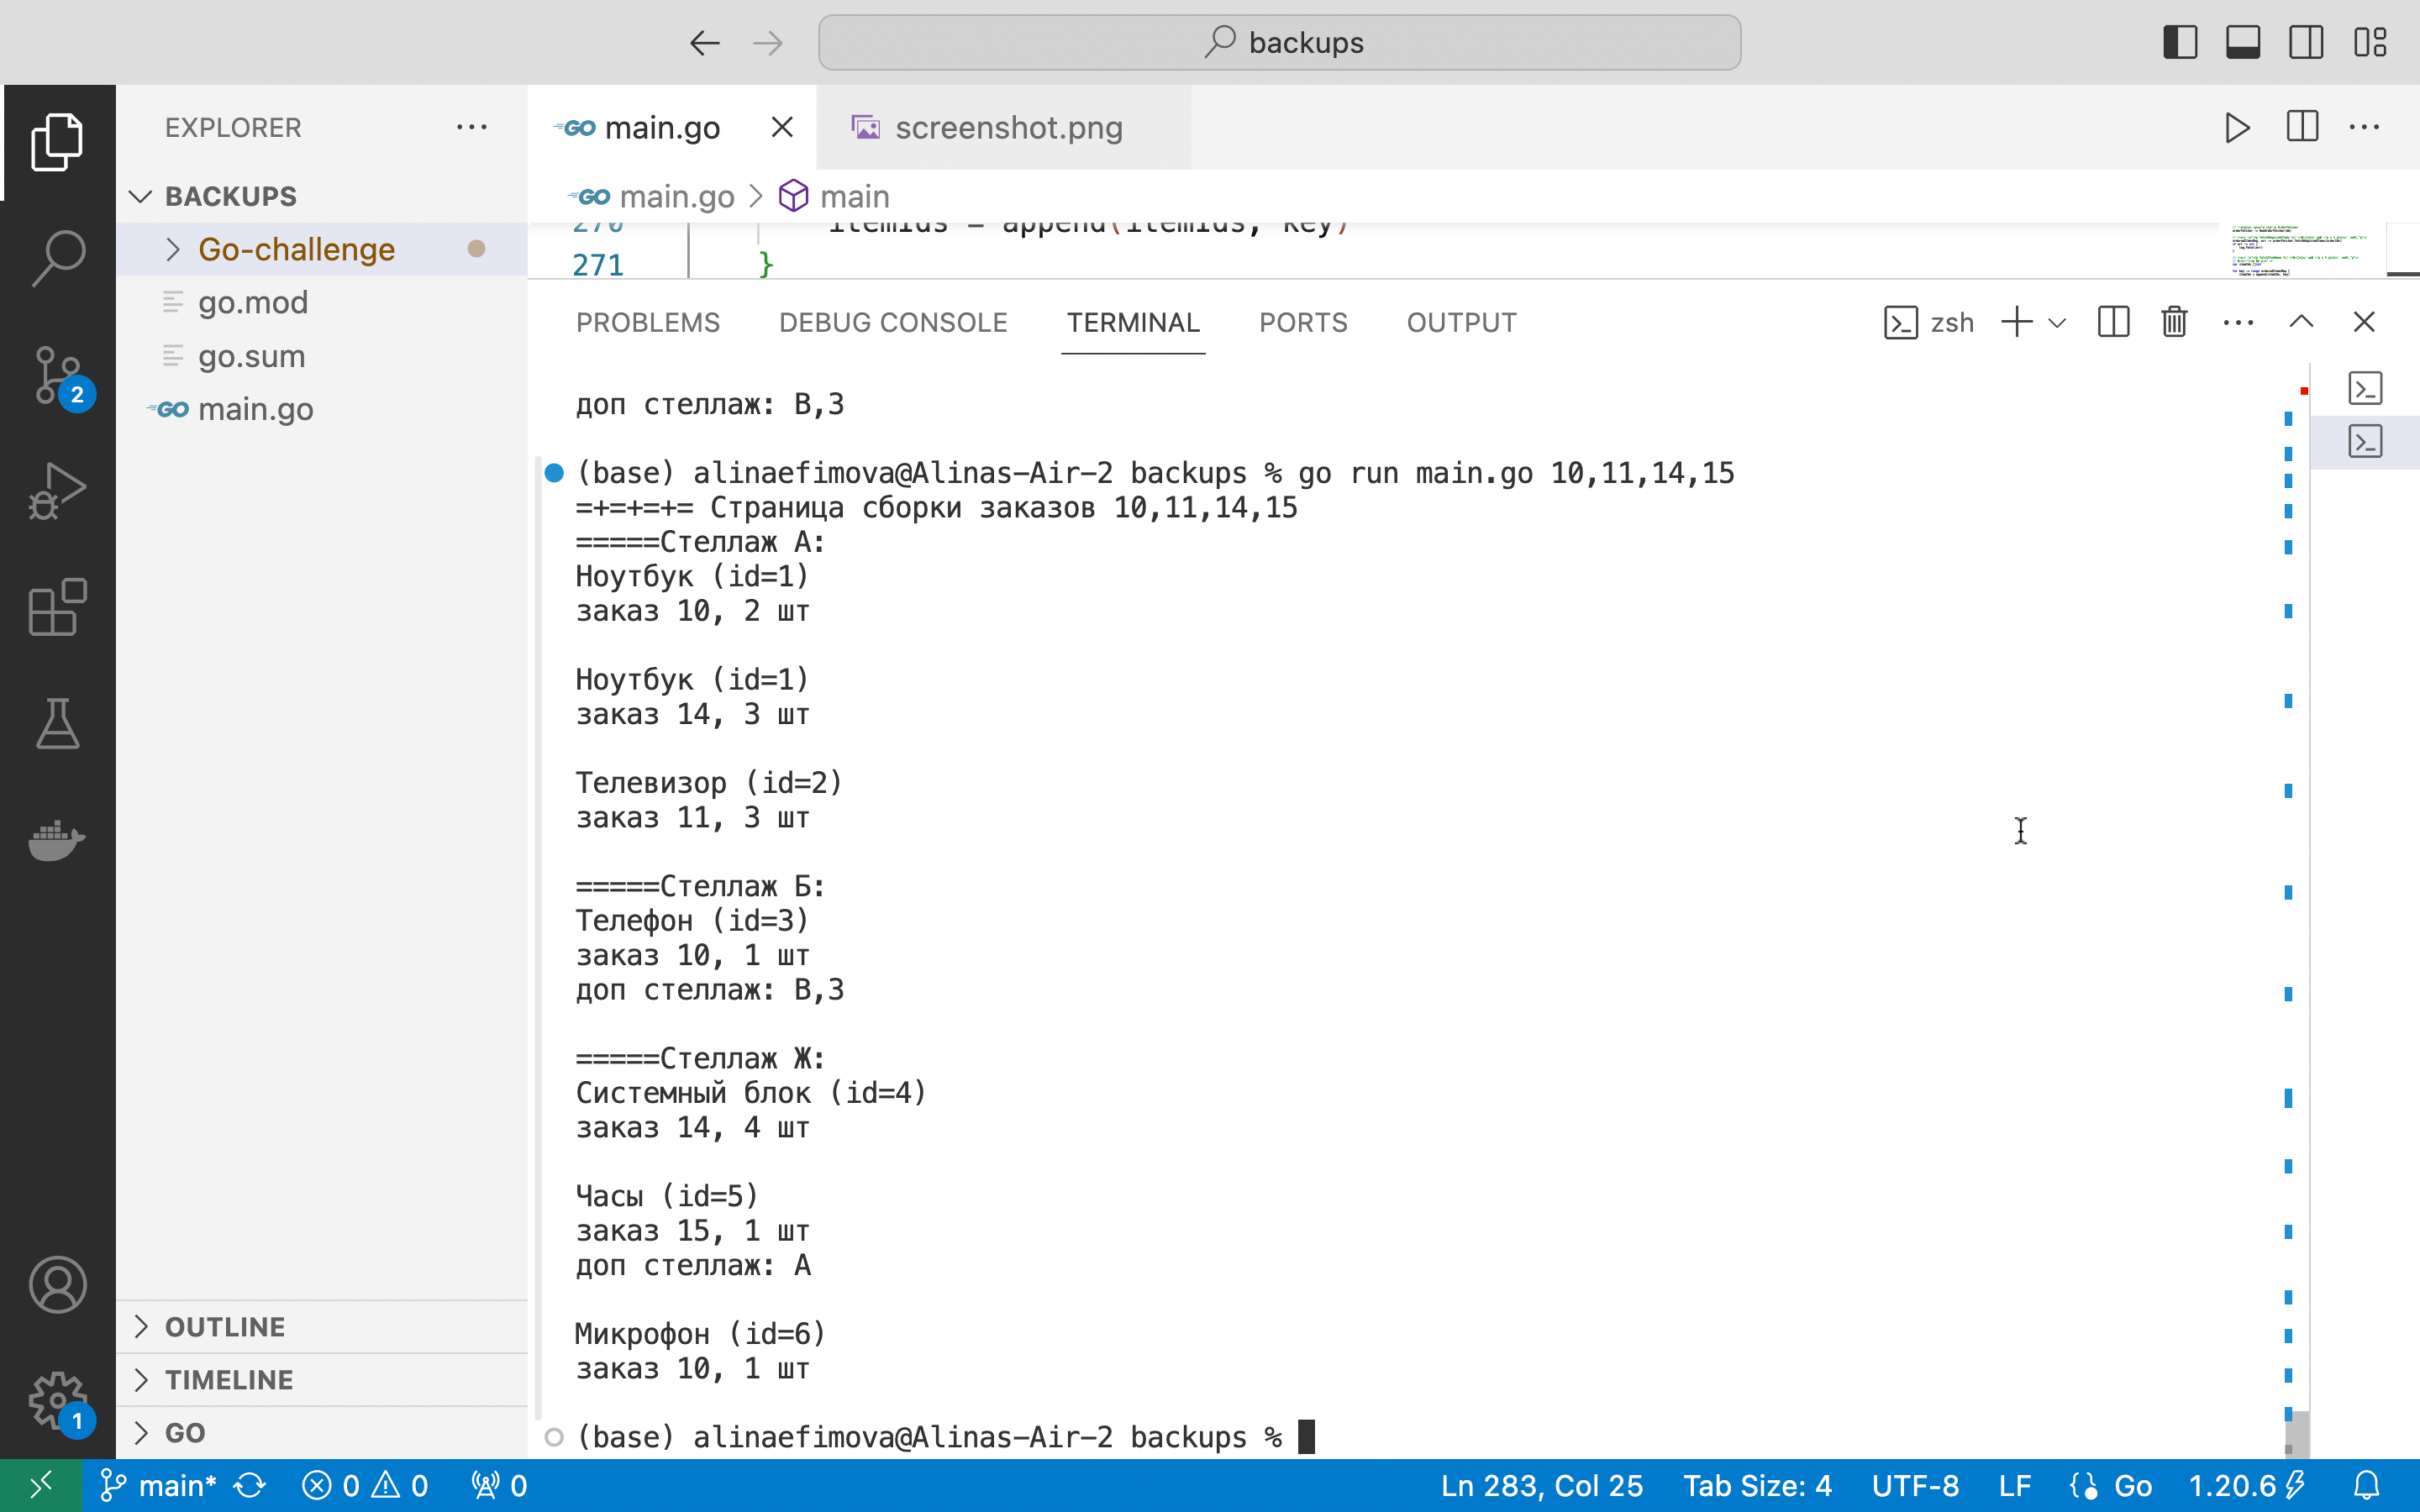 backups
EXPLORER
main.go
screenshot.png
BACKUPS
main.go
main
Go-challenge
270 itemIds = append(itemIds, key)
271 }
go.mod
go.sum
main.go
PROBLEMS DEBUG CONSOLE TERMINAL PORTS OUTPUT
zsh
доп стеллаж: В,З
(base) alinaefimova@Alinas-Air-2 backups % go run main.go 10,11,14,15
=+=+=+= Страница сборки заказов 10,11,14,15
=====Стеллаж А:
Ноутбук (id=1)
заказ 10, 2 шт
Ноутбук (id=1)
заказ 14, 3 шт
Телевизор (id=2)
заказ 11, 3 шт
=====Стеллаж Б:
Телефон (id=3)
заказ 10, 1 шт
доп стеллаж: В,З
=====Стеллаж Ж:
Системный блок (id=4)
заказ 14, 4 шт
Часы (id=5)
заказ 15, 1 шт
доп стеллаж: А
Микрофон (id=6)
заказ 10, 1 шт
(base) alinaefimova@Alinas-Air-2 backups %
2
1
OUTLINE
TIMELINE
GO
main* 0 0 0
Ln 283, Col 25 Tab Size: 4 UTF-8 LF Go 1.20.6